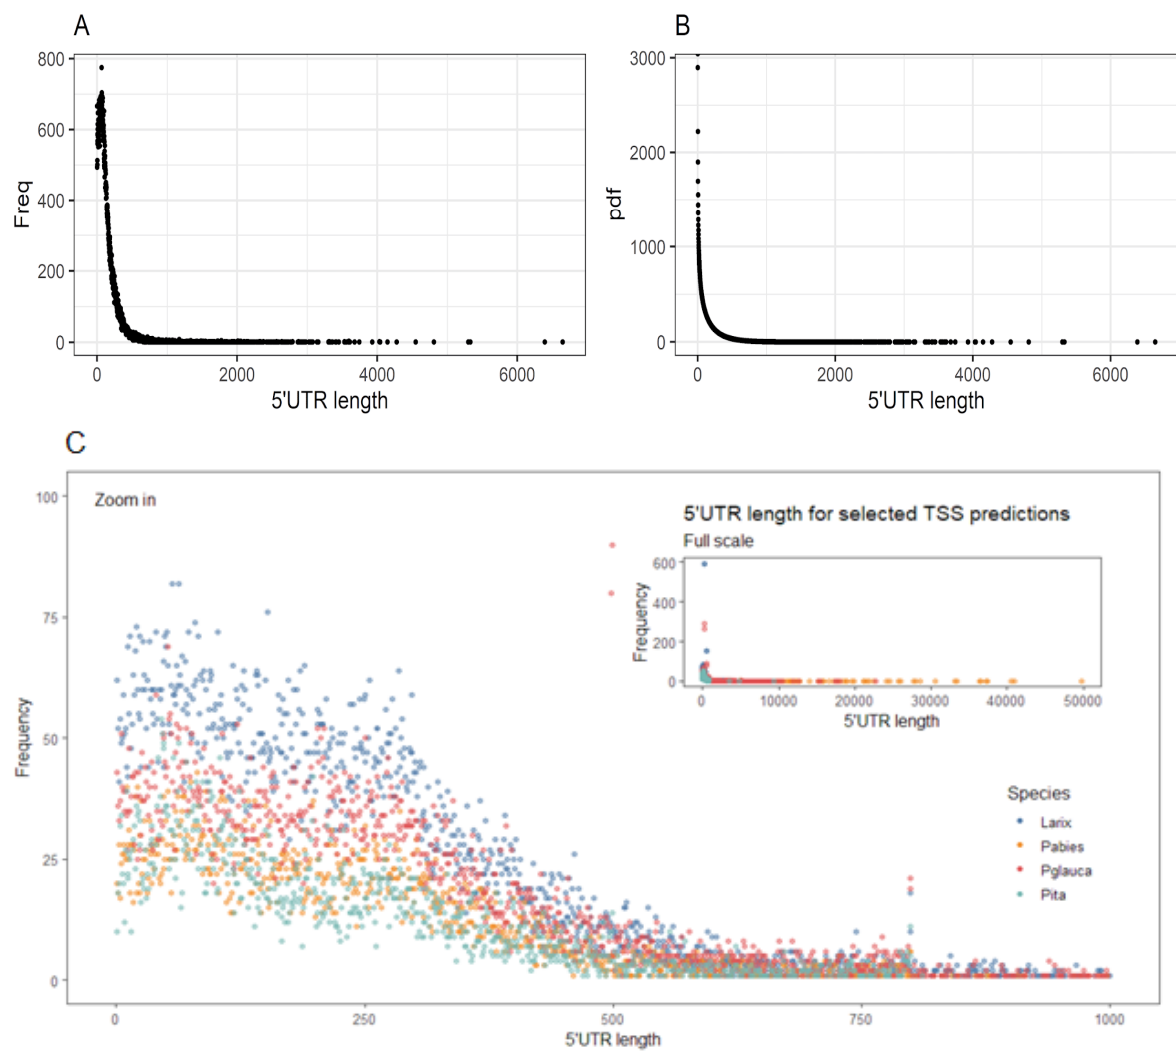 A
B
800
600
400
200
0
Freq
0 2000 4000 6000
5'UTR length
3000
2000
1000
0
pdf
0 2000 4000 6000
5'UTR length
C
Zoom in
100
75
50
25
0
Frequency
0 250 500 750 1000
5'UTR length
5'UTR length for selected TSS predictions
Full scale
600
400
200
0
Frequency
0 10000 20000 30000 40000 50000
5'UTR length
Species
Larix
Pabies
Pglauca
Pita